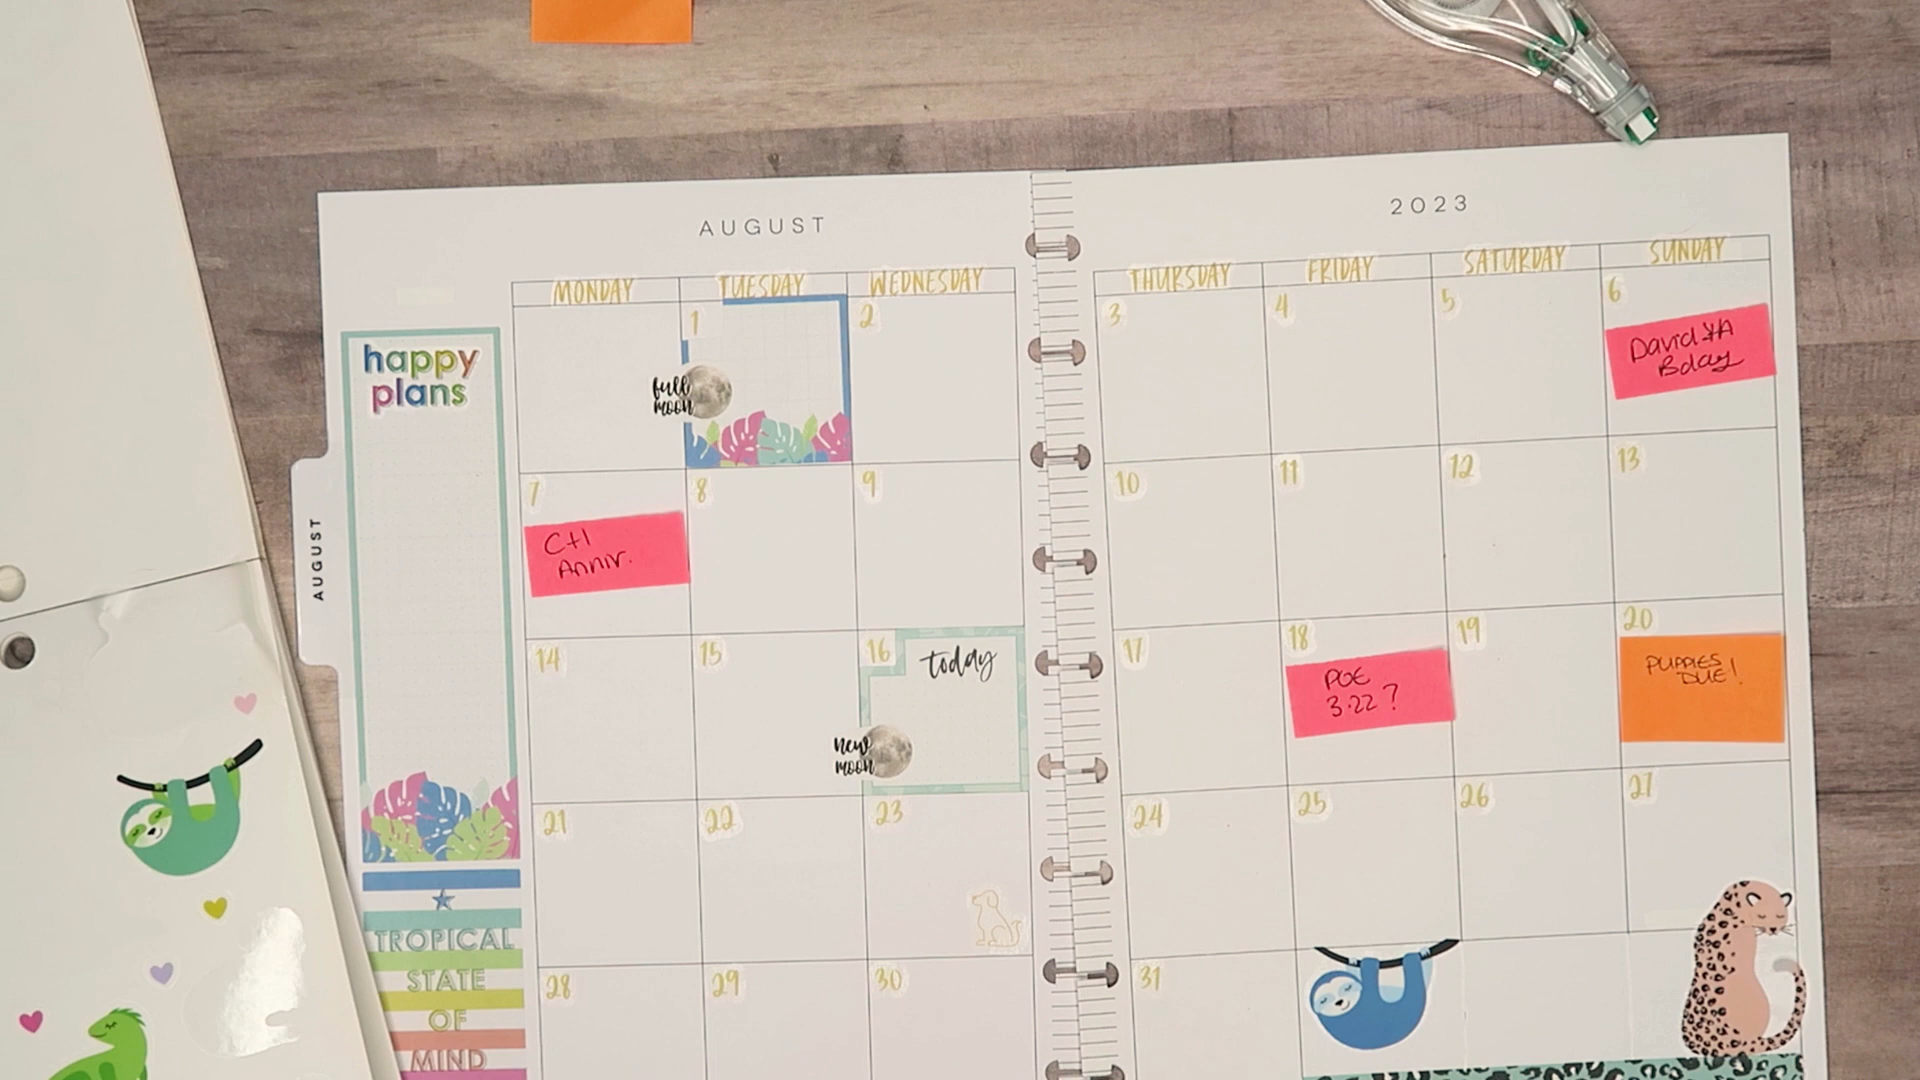 AUGUST
2023
MONDAY TUESDAY WEDNESDAY THURSDAY FRIDAY SATURDAY SUNDAY
happy
plans
1 2 3 4 5 6
full
moon
David
Bday
AUGUST
7 8 9 10 11 12 13
C+1
Anniv.
14 15 16 17 18 19 20
today
new
moon
POE
3.22 ?
PUPPIES
DUE!
21 22 23 24 25 26 27
TROPICAL
STATE
OF
MIND
28 29 30 31